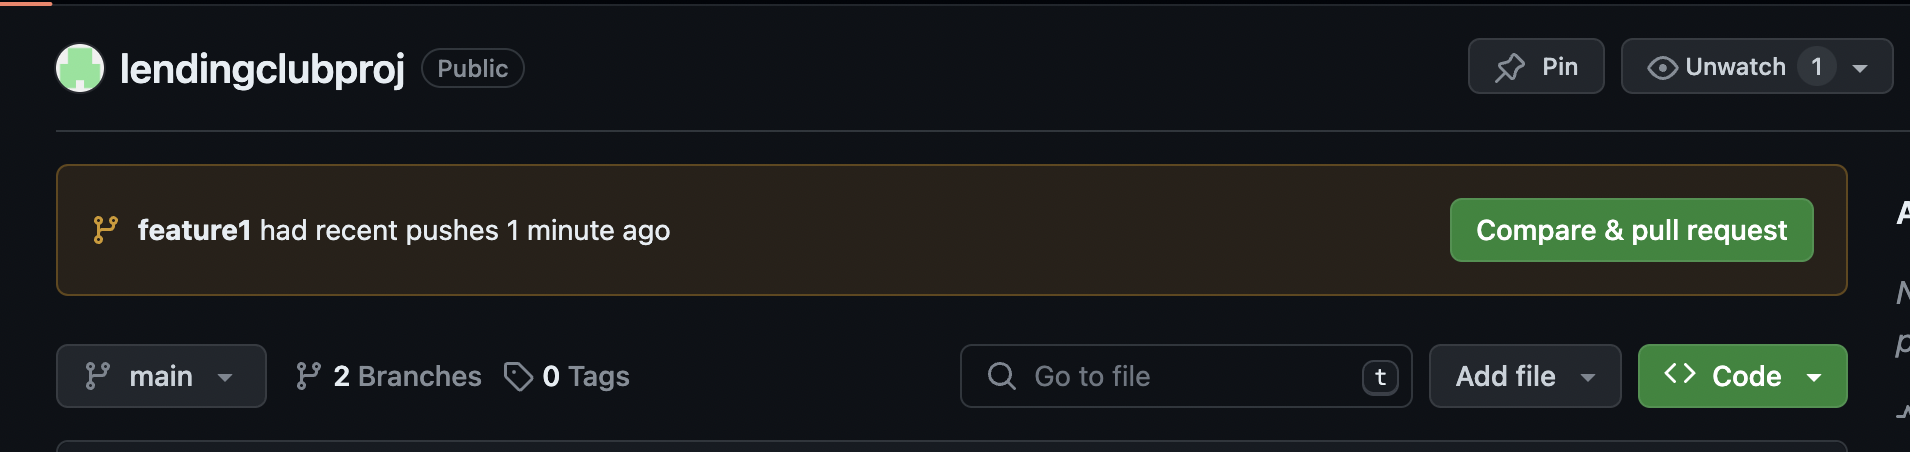 lendingclubproj Public Pin Unwatch 1
feature1 had recent pushes 1 minute ago Compare & pull request
main 2 Branches 0 Tags Go to file t Add file <> Code